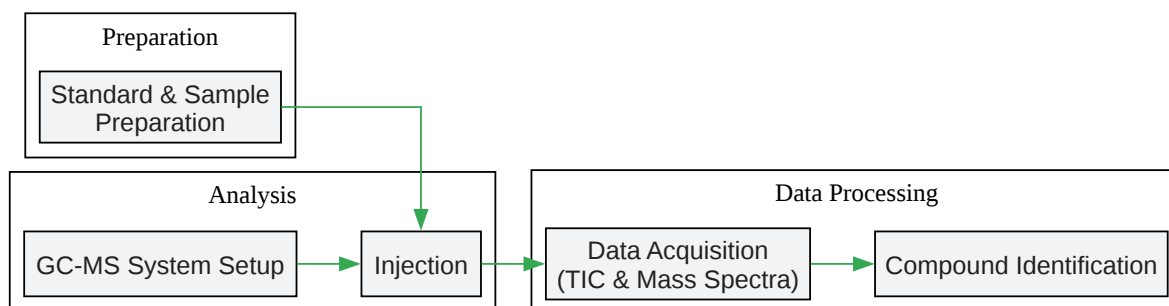 Preparation
Standard & Sample
Preparation
Analysis
GC-MS System Setup
Injection
Data Processing
Data Acquisition
(TIC & Mass Spectra)
Compound Identification